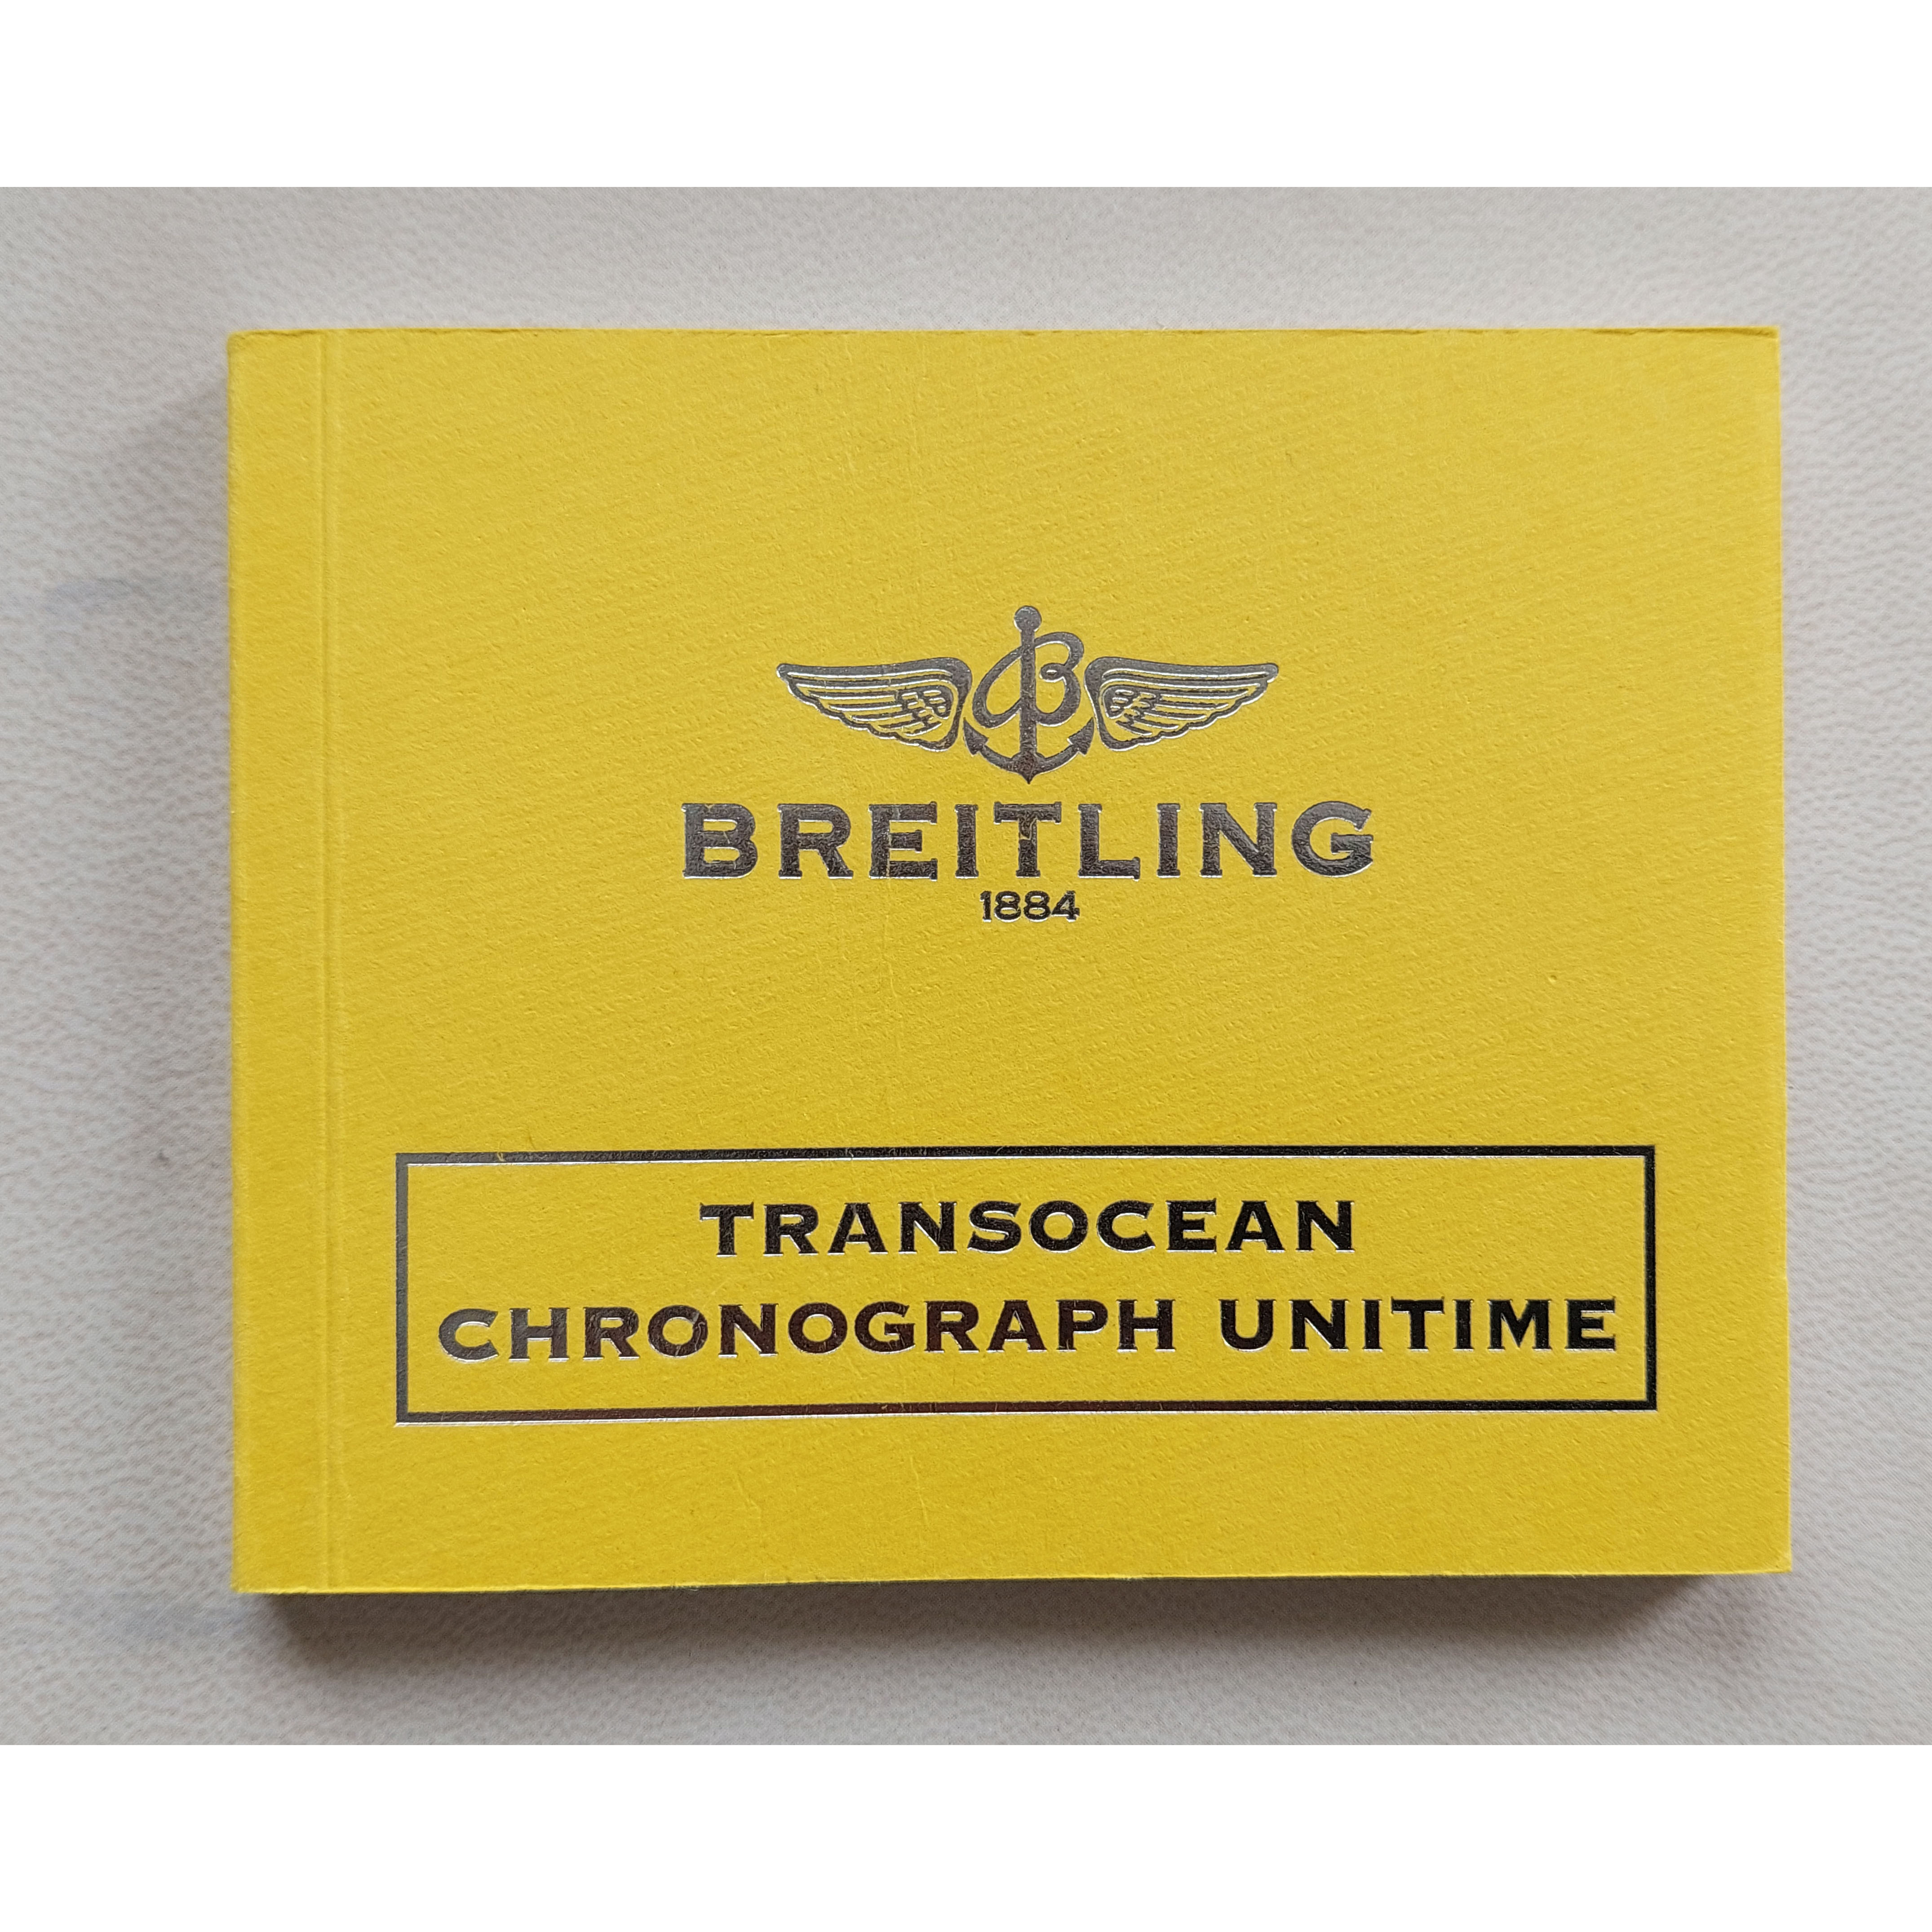 BREITLING
1884
TRANSOCEAN
CHRONOGRAPH UNITIME